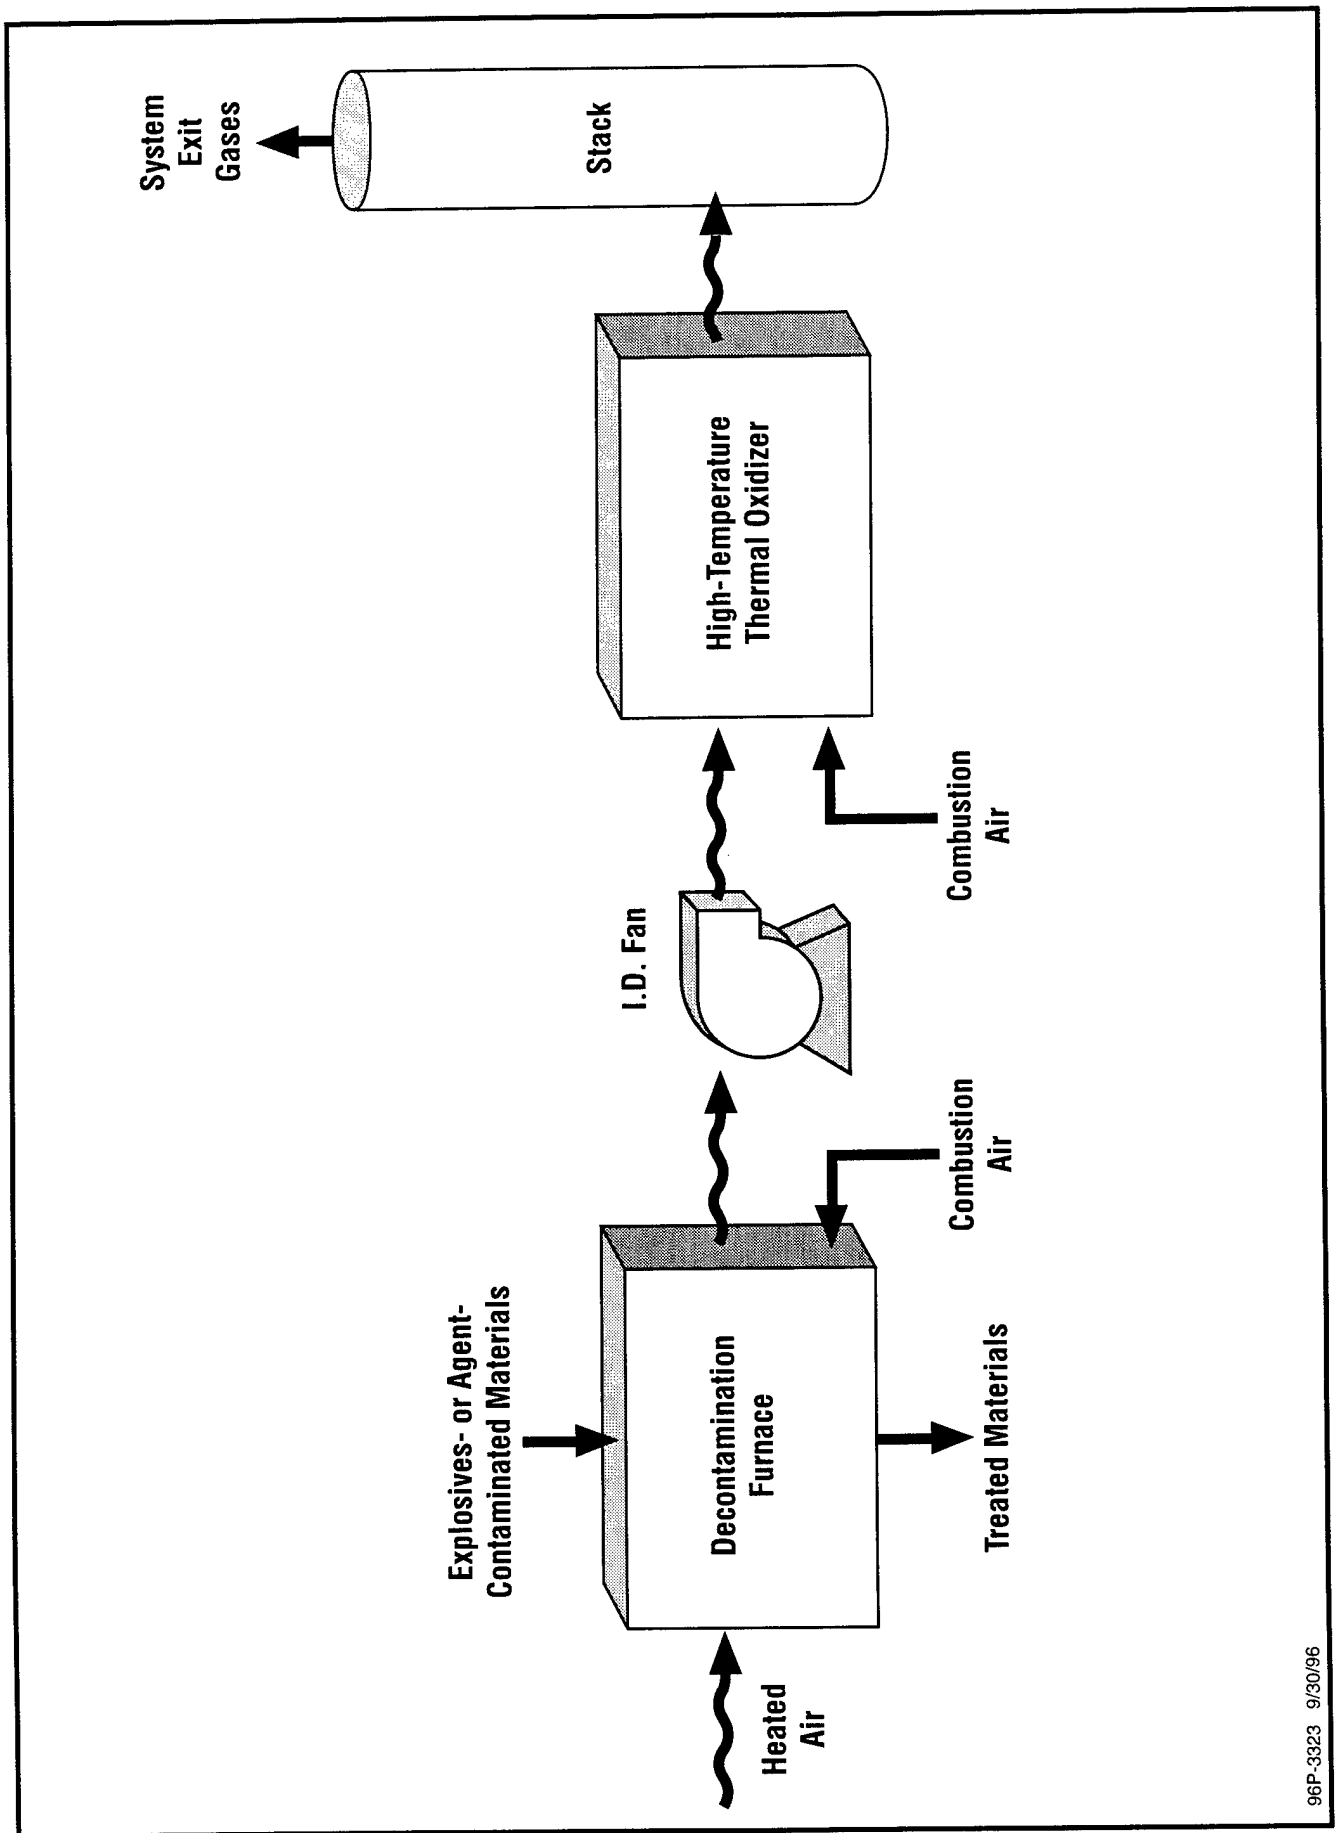 System
Exit
Gases
Stack
High-Temperature
Thermal Oxidizer
Combustion
Air
I.D. Fan
Combustion
Air
Explosives- or Agent-
Contaminated Materials
Decontamination
Furnace
Treated Materials
Heated
Air
96P-3323 9/30/96